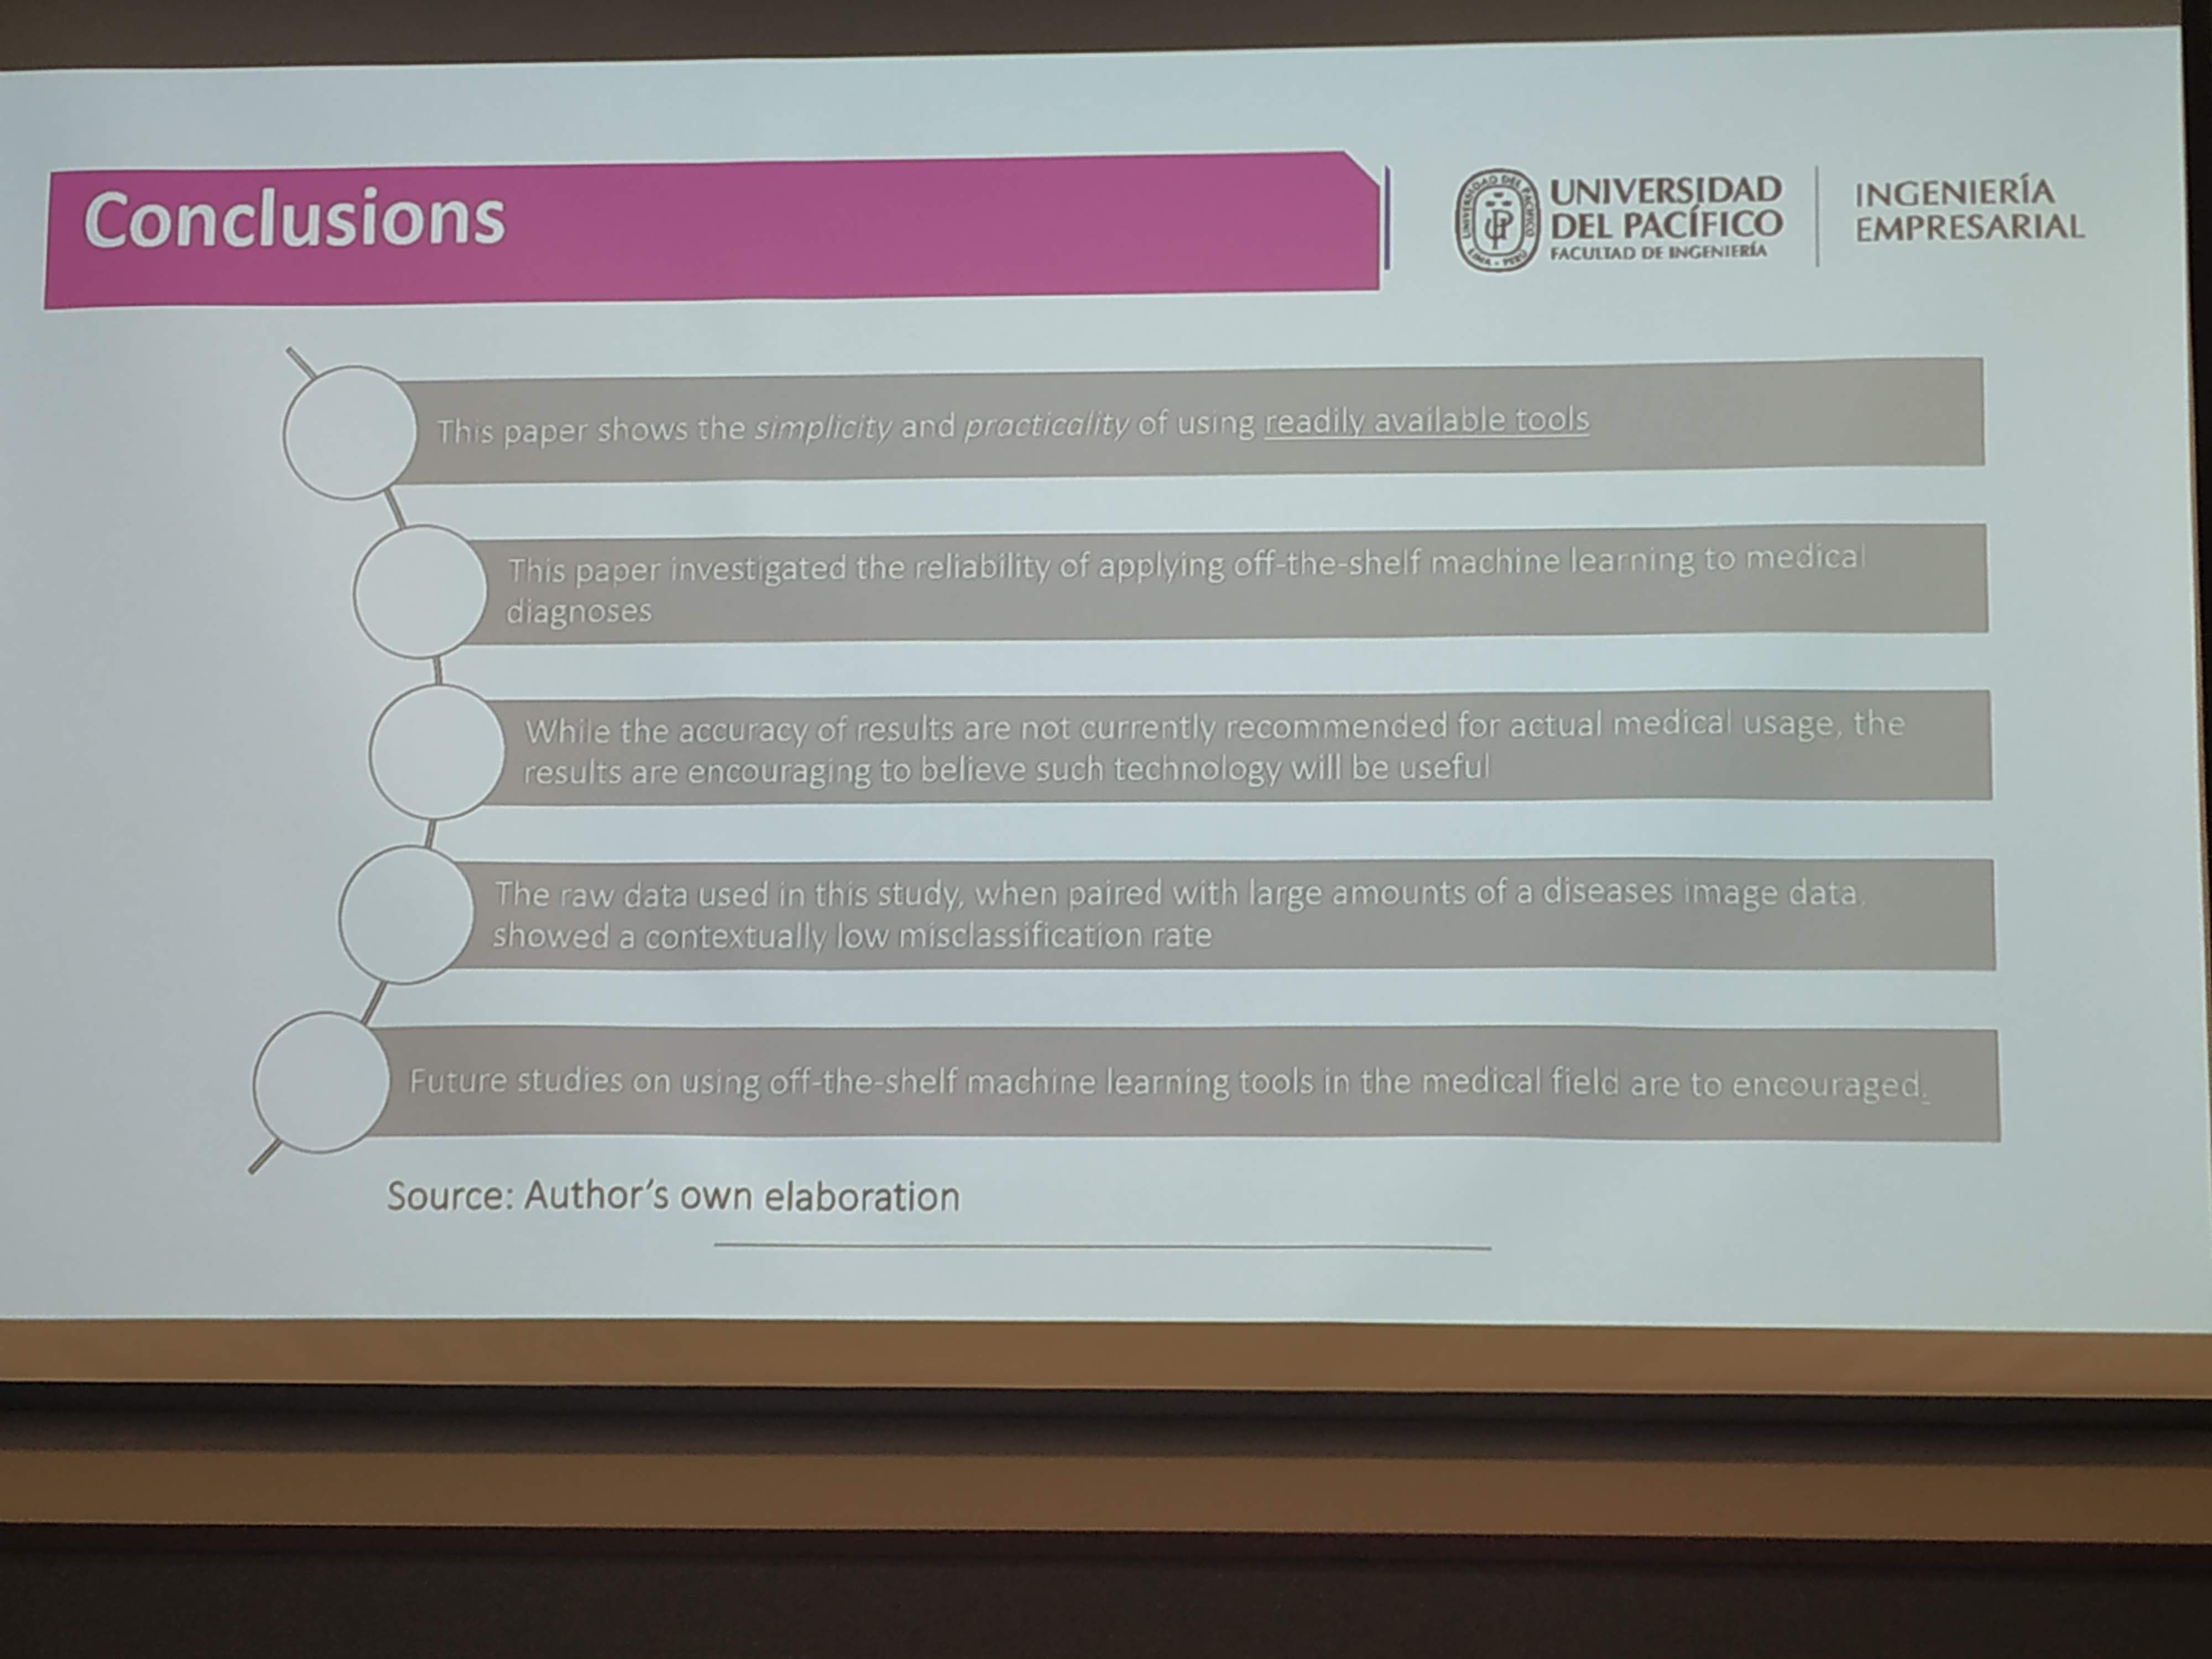 Conclusions
UNIVERSIDAD
DEL PACÍFICO
FACULTAD DE INGENIERÍA
INGENIERÍA
EMPRESARIAL
UNIVERSIDAD DEL PACÍFICO
LIMA - PERÚ
This paper shows the simplicity and practicality of using readily available tools
This paper investigated the reliability of applying off-the-shelf machine learning to medical
diagnoses
While the accuracy of results are not currently recommended for actual medical usage, the
results are encouraging to believe such technology will be useful
The raw data used in this study, when paired with large amounts of a diseases image data,
showed a contextually low misclassification rate
Future studies on using off-the-shelf machine learning tools in the medical field are to encouraged.
Source: Author's own elaboration